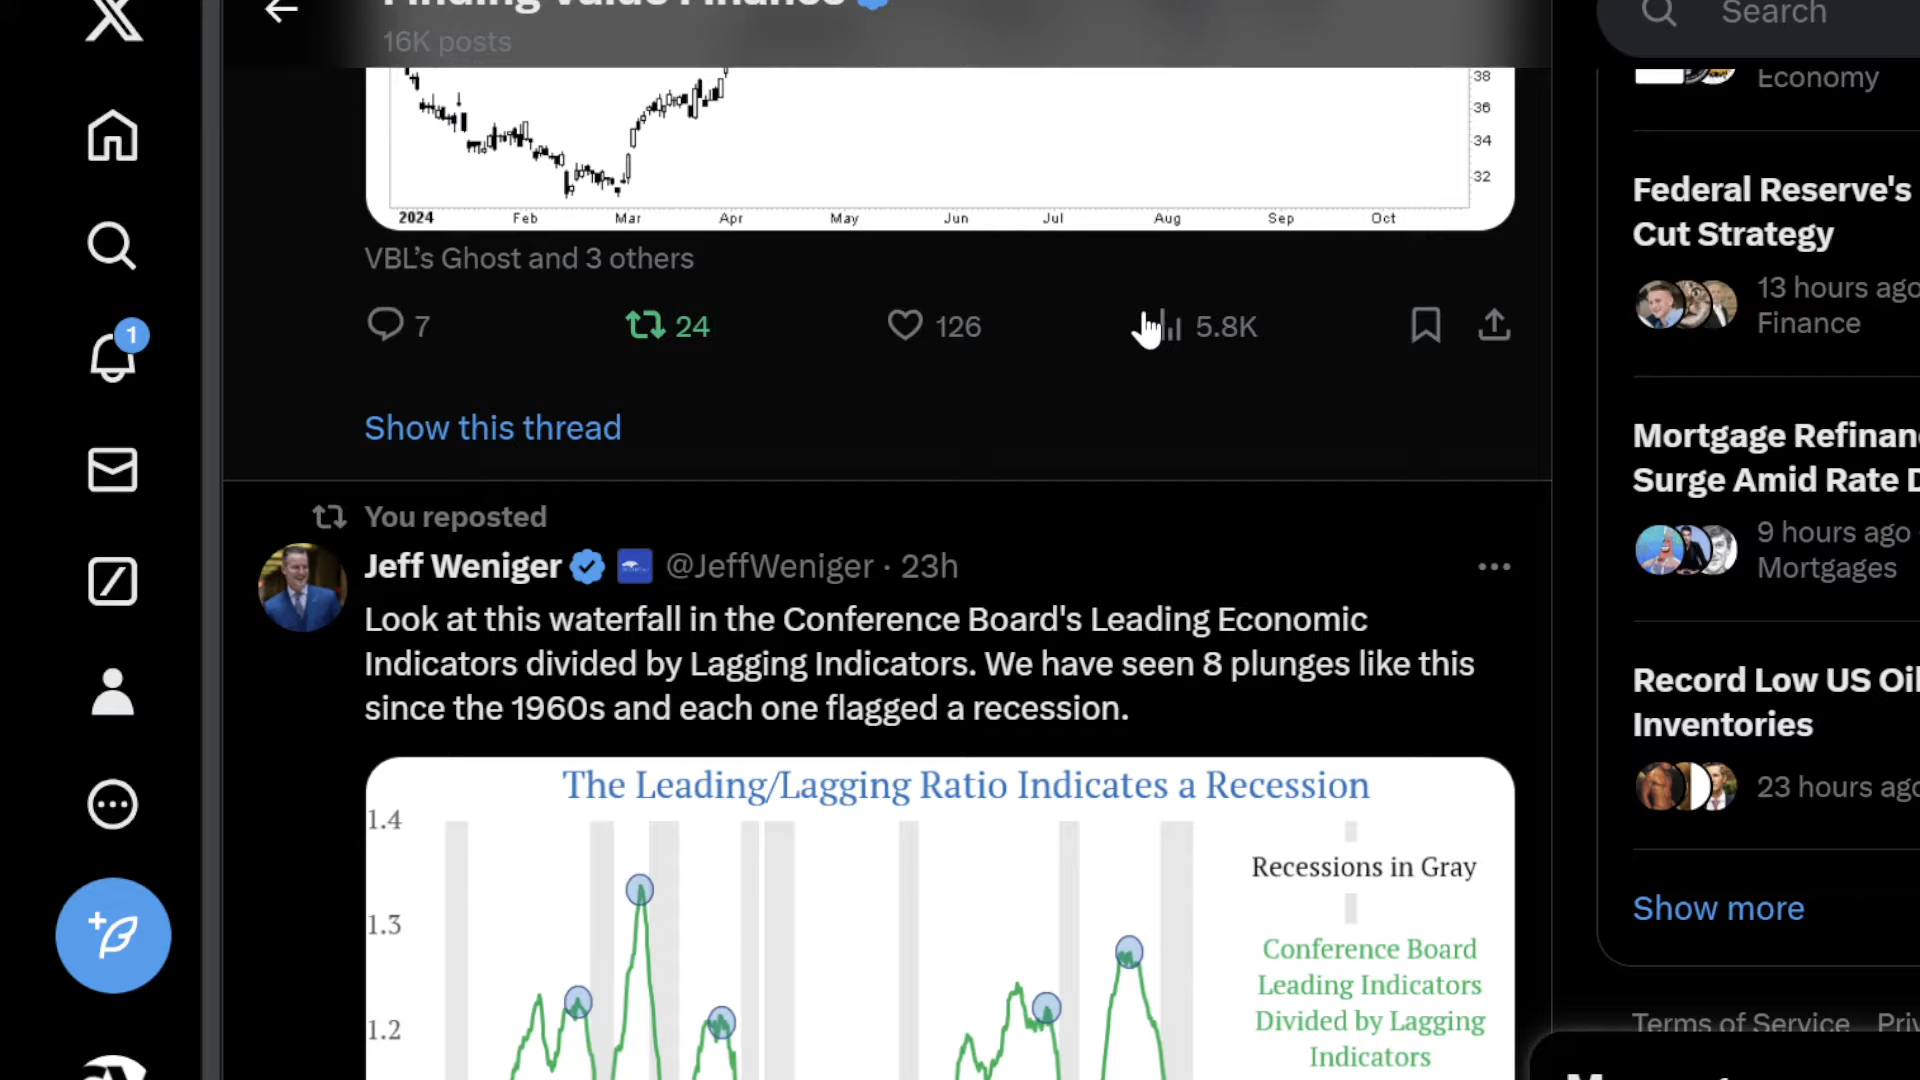 Finding Value Finance
16K posts
38
36
34
32
2024 Feb Mar Apr May Jun Jul Aug Sep Oct
VBL’s Ghost and 3 others
7 24 126 5.8K
Show this thread
You reposted
Jeff Weniger @JeffWeniger · 23h
Look at this waterfall in the Conference Board's Leading Economic
Indicators divided by Lagging Indicators. We have seen 8 plunges like this
since the 1960s and each one flagged a recession.
The Leading/Lagging Ratio Indicates a Recession
1.4
1.3
1.2
Recessions in Gray
Conference Board
Leading Indicators
Divided by Lagging
Indicators
1
Search
Economy
Federal Reserve's
Cut Strategy
13 hours ago
Finance
Mortgage Refinan
Surge Amid Rate D
9 hours ago ·
Mortgages
Record Low US Oil
Inventories
23 hours ago
Show more
Terms of Service Pri